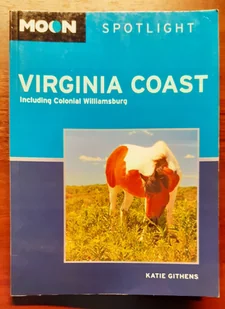 MOON SPOTLIGHT
VIRGINIA COAST
Including Colonial Williamsburg
KATIE GITHENS